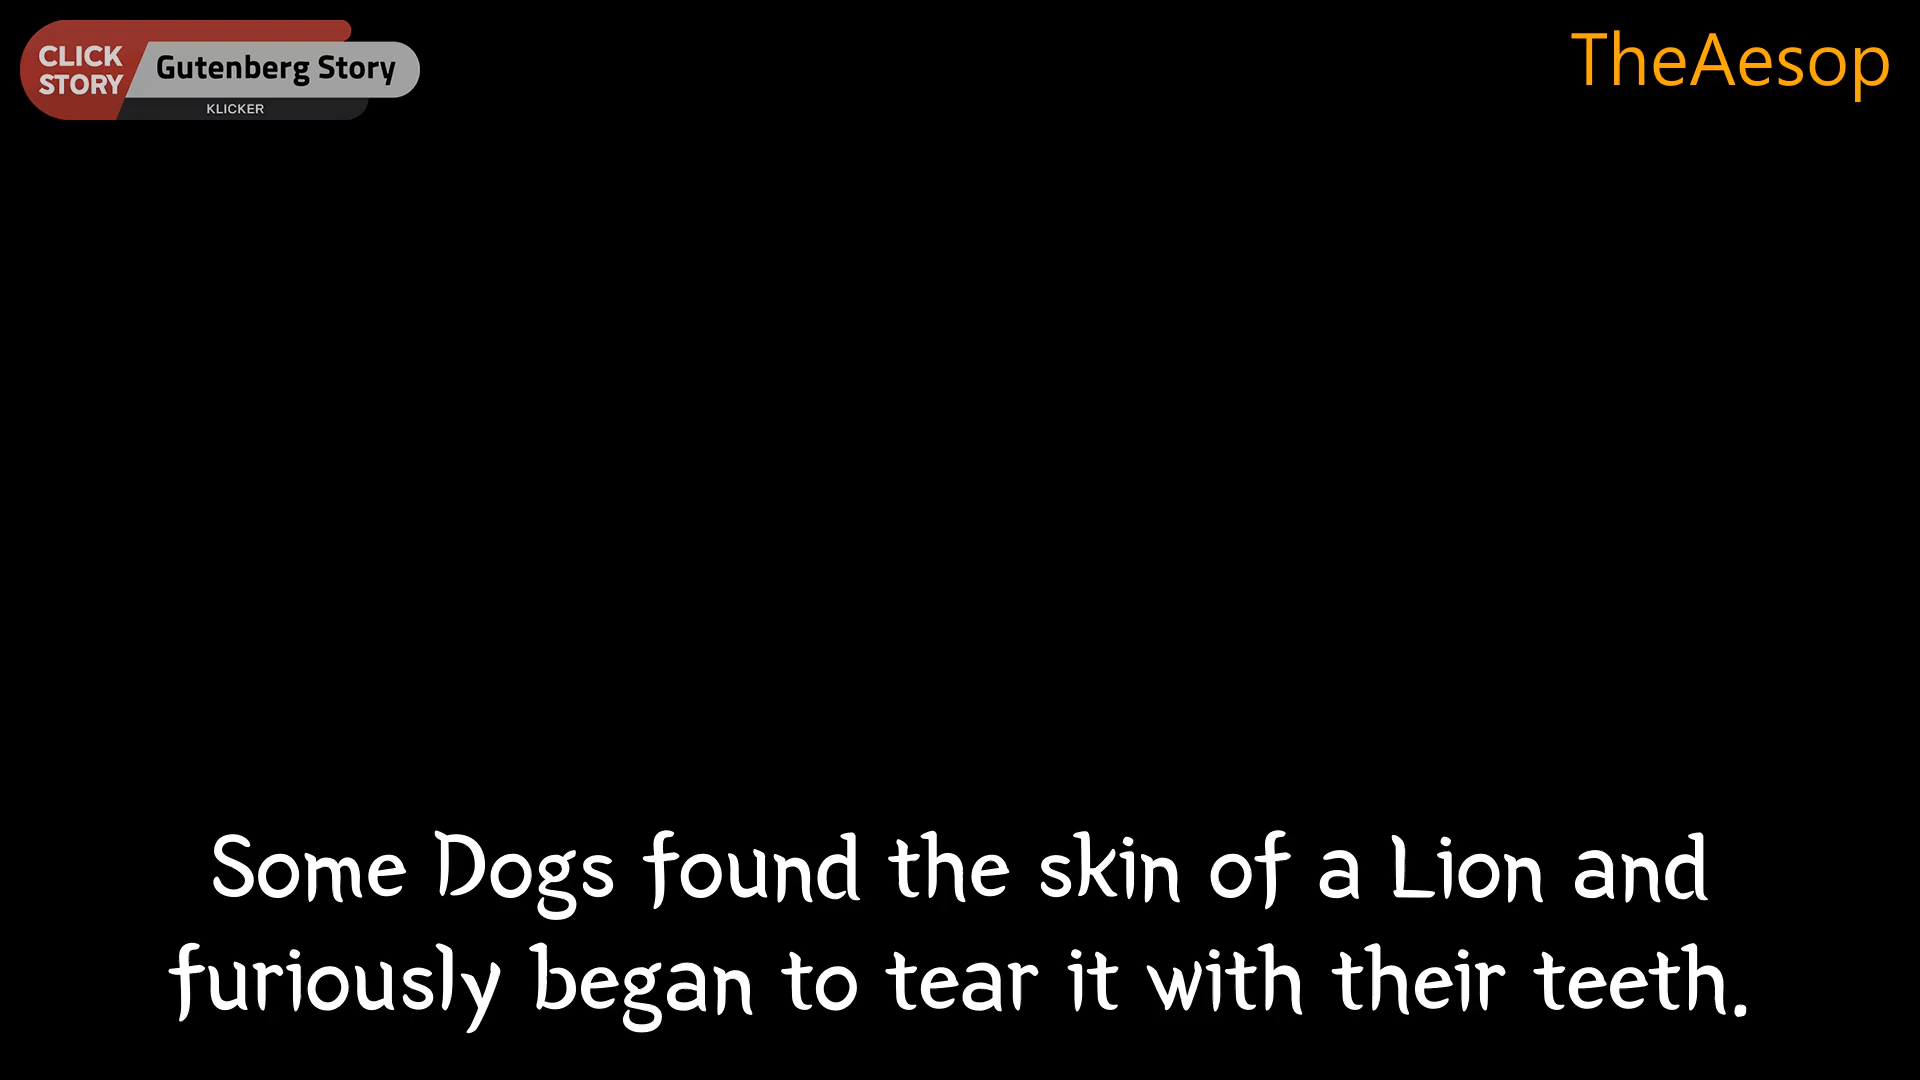 CLICK
STORY
Gutenberg Story
KLICKER
TheAesop
Some Dogs found the skin of a Lion and
furiously began to tear it with their teeth.